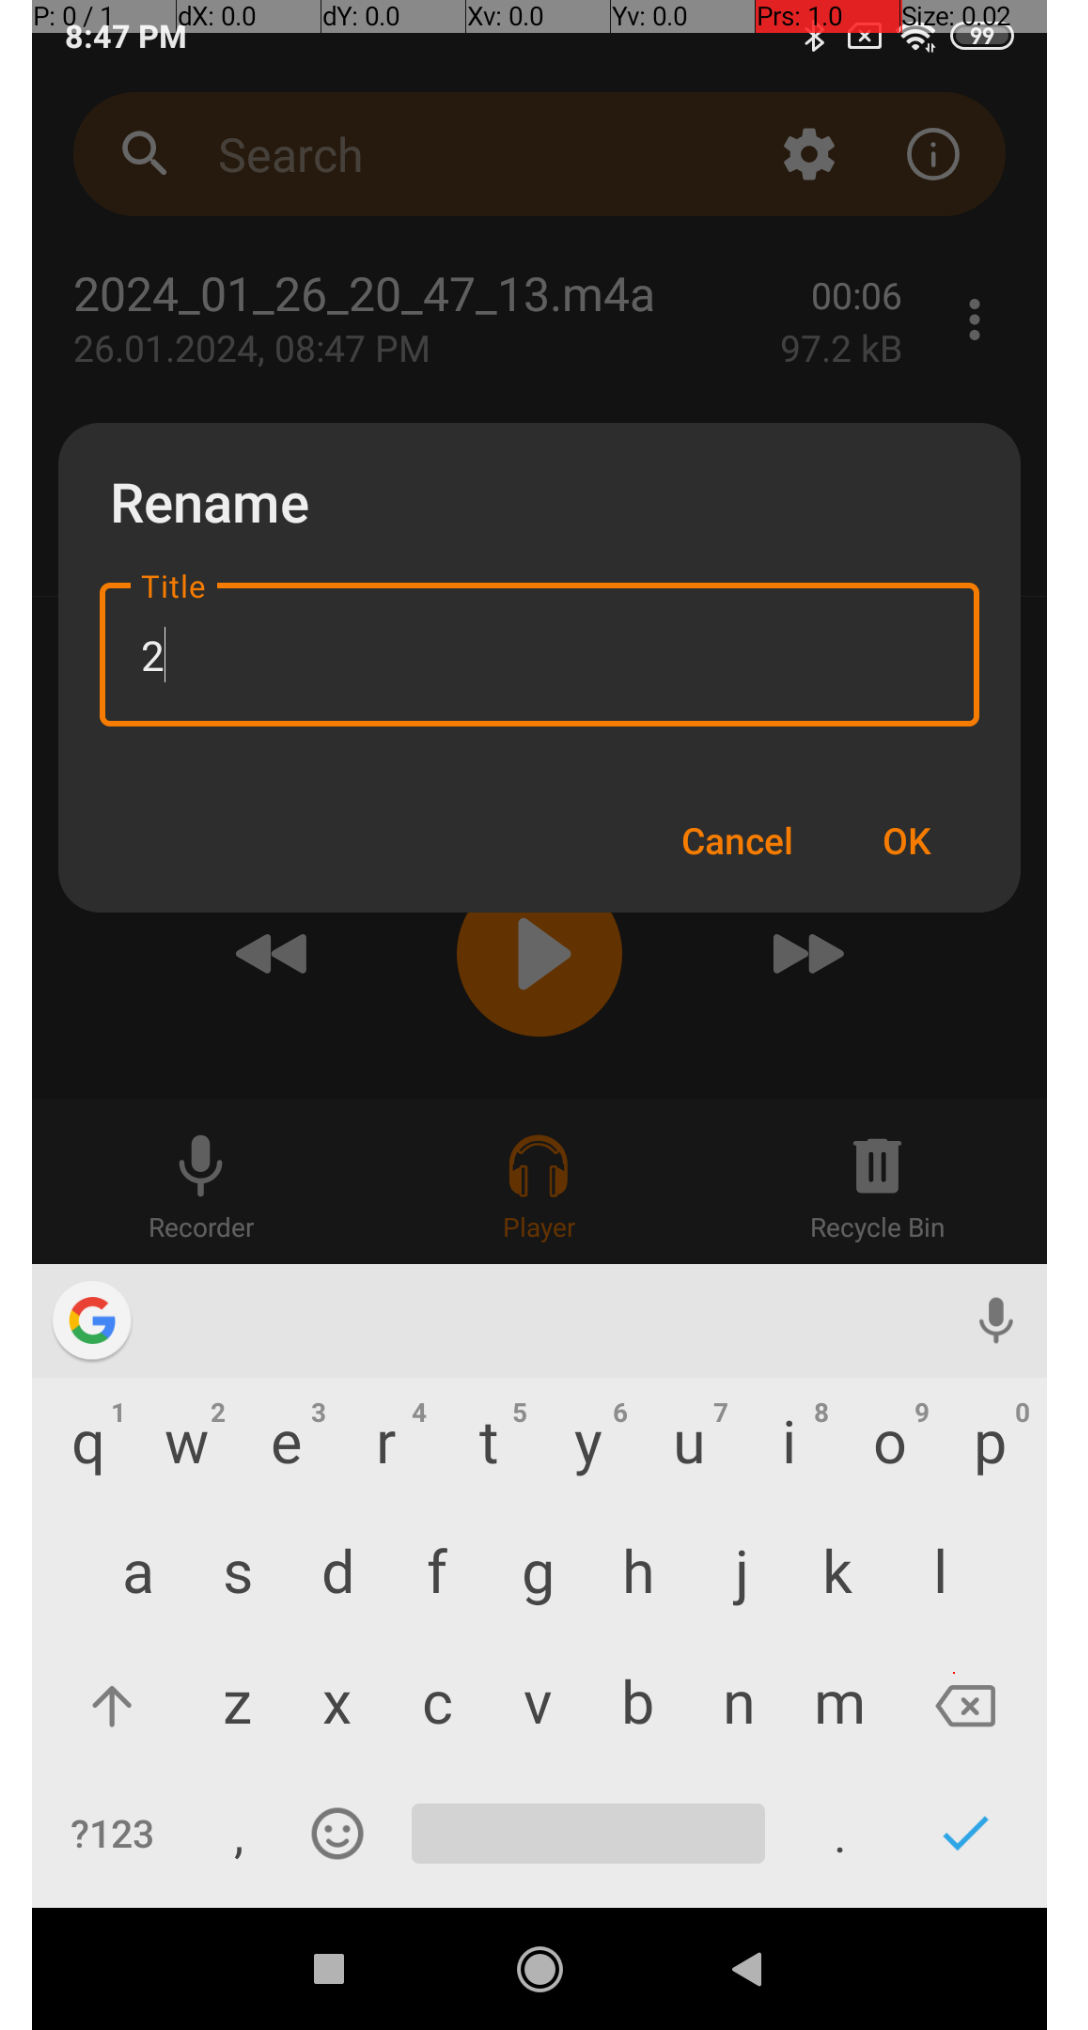 P: 0 / 1 dX: 0.0 dY: 0.0 Xv: 0.0 Yv: 0.0 Prs: 1.0 Size: 0.02
8:47 PM 99
Search
2024_01_26_20_47_13.m4a 00:06
26.01.2024, 08:47 PM 97.2 kB
Rename
Title
2
Cancel OK
Recorder Player Recycle Bin
1 2 3 4 5 6 7 8 9 0
q w e r t y u i o p
a s d f g h j k l
z x c v b n m
?123 , .